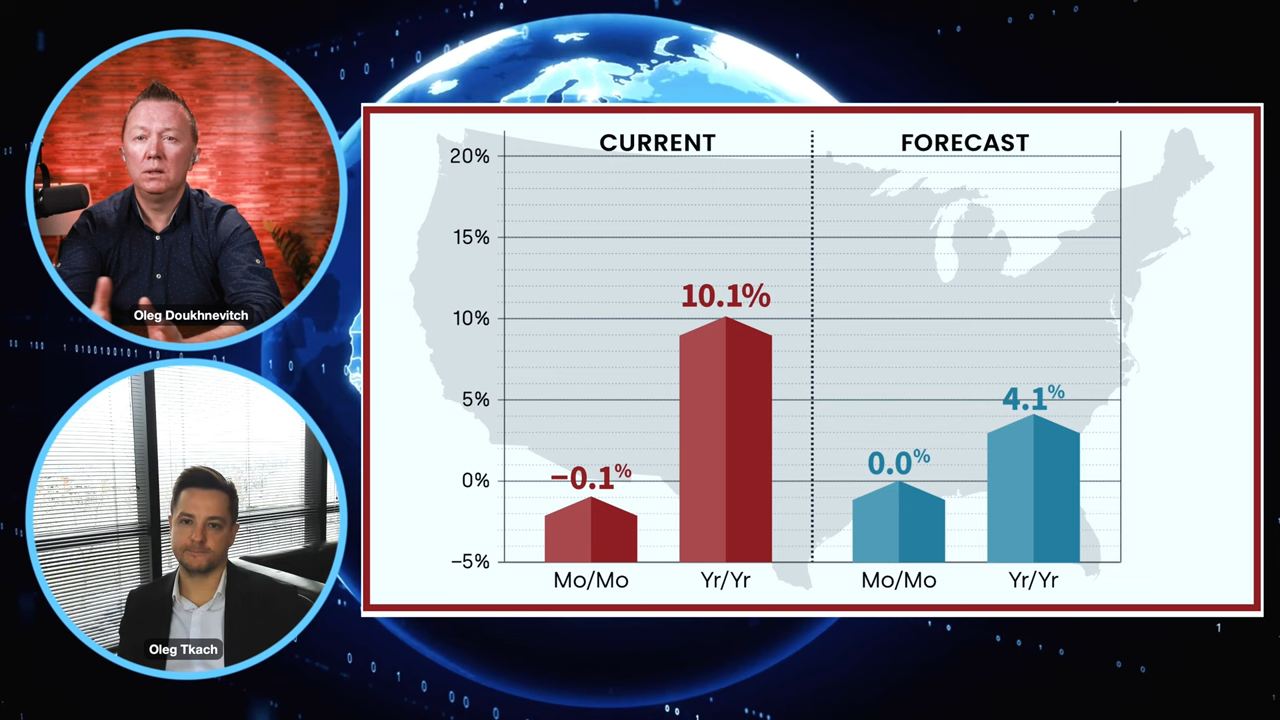 Oleg Doukhnevitch
Oleg Tkach
CURRENT
FORECAST
20%
15%
10%
5%
0%
−5%
−0.1%
10.1%
0.0%
4.1%
Mo/Mo
Yr/Yr
Mo/Mo
Yr/Yr